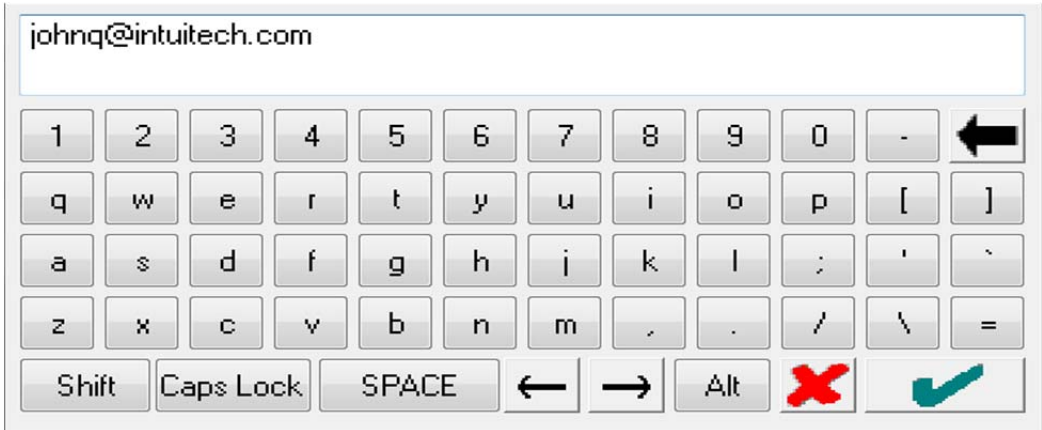 johnq@intuitech.com
1 2 3 4 5 6 7 8 9 0 -
q w e r t y u i o p [ ]
a s d f g h j k l ; ' `
z x c v b n m , . / \ =
Shift Caps Lock SPACE ← → Alt